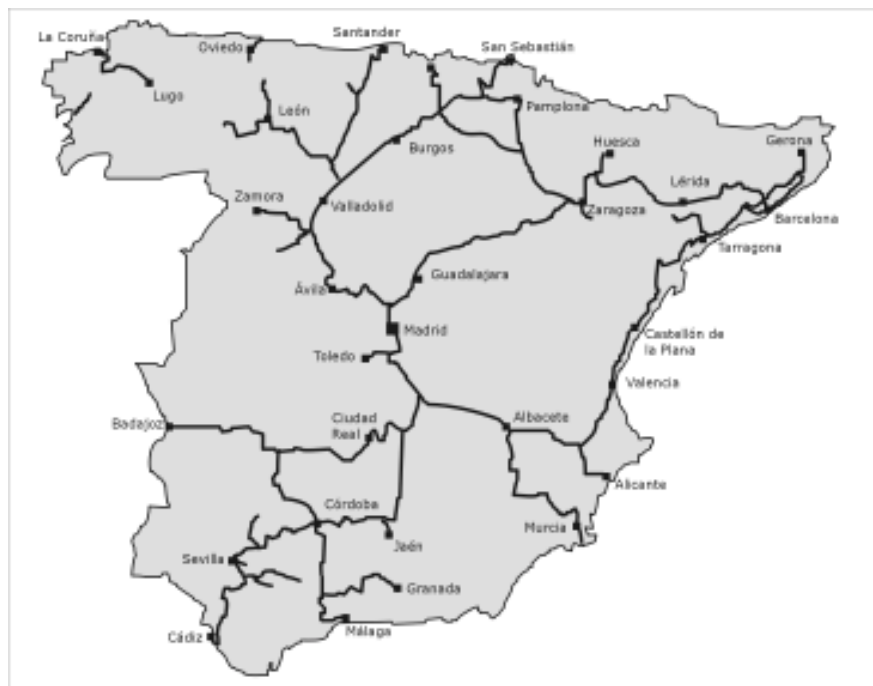 La Coruña
Oviedo
Santander
San Sebastián
Lugo
León
Pamplona
Burgos
Huesca
Gerona
Zamora
Valladolid
Lérida
Zaragoza
Barcelona
Tarragona
Guadalajara
Ávila
Madrid
Castellón de
la Plana
Toledo
Valencia
Badajoz
Ciudad
Real
Albacete
Alicante
Córdoba
Murcia
Jaén
Sevilla
Granada
Cádiz
Málaga